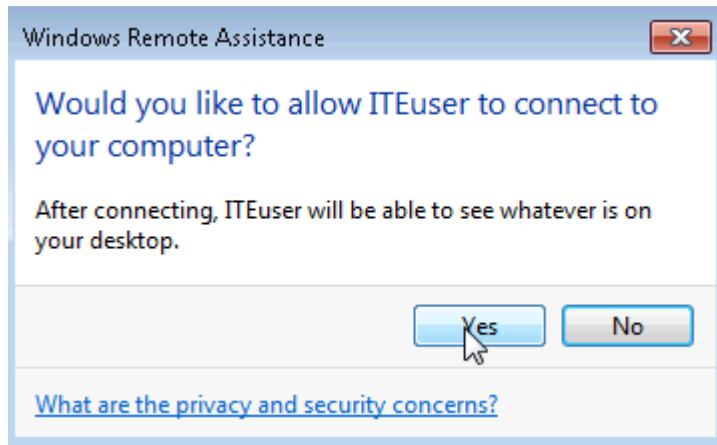 Windows Remote Assistance
Would you like to allow ITEuser to connect to
your computer?
After connecting, ITEuser will be able to see whatever is on
your desktop.
Yes
No
What are the privacy and security concerns?